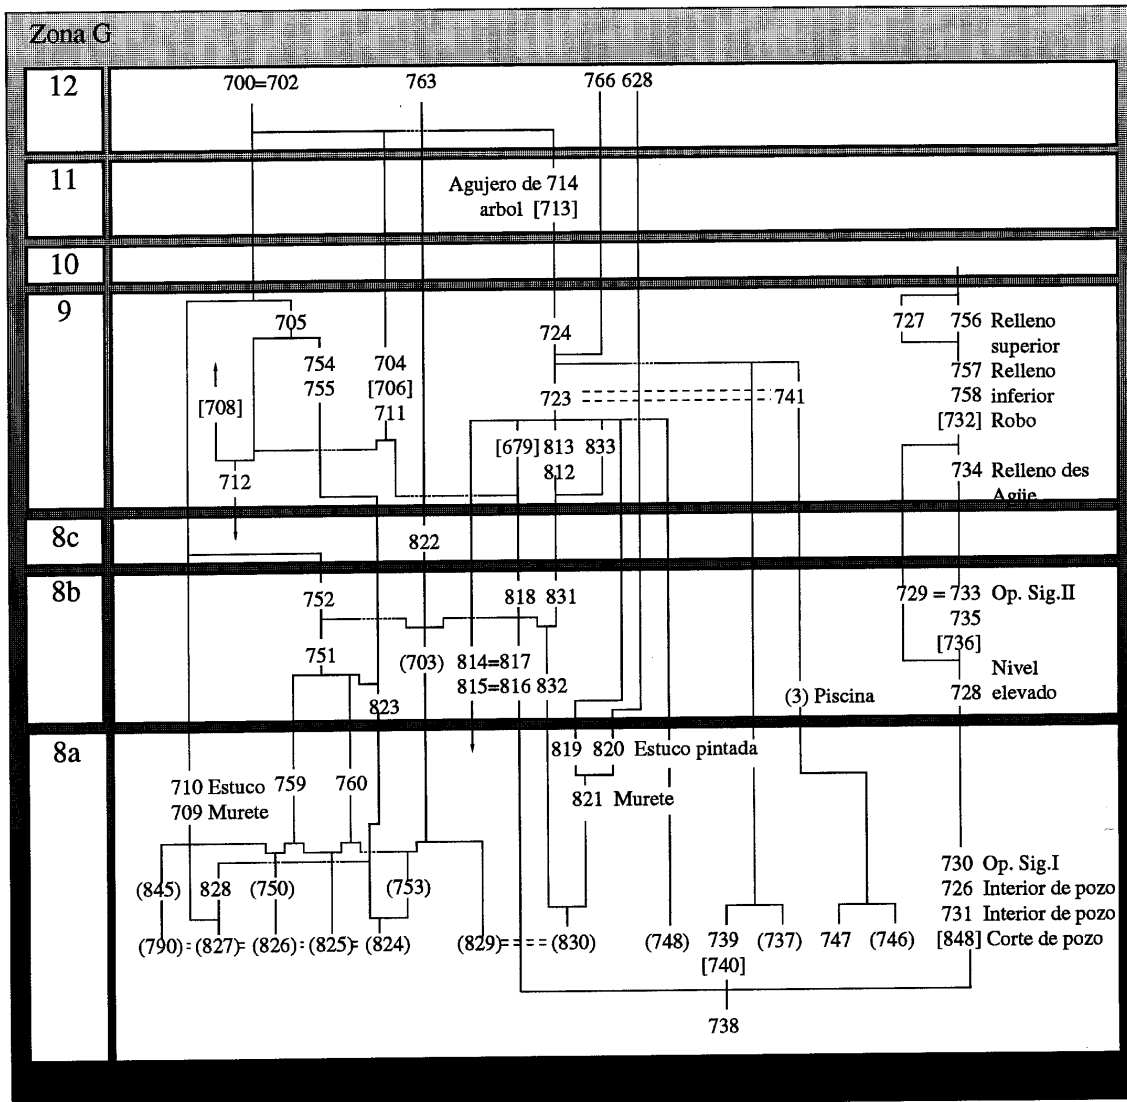 Zona G
12
700=702
763
766 628
11
Agujero de 714
arbol [713]
10
9
705
724
727
756 Relleno
superior
754
704
757 Relleno
755
[706]
758 inferior
[708]
711
723
741
[732] Robo
[679] 813 833
712
812
734 Relleno des
Agüe
8c
822
8b
752
818 831
729 = 733 Op. Sig.II
735
[736]
751
(703)
814=817
Nivel
815=816 832
728 elevado
823
(3) Piscina
8a
819 820 Estuco pintada
710 Estuco 759 760
821 Murete
709 Murete
730 Op. Sig.I
(845) 828 (750) (753)
726 Interior de pozo
731 Interior de pozo
(790)=(827)=(826)=(825)=(824)
(829)====(830)
(748) 739 (737) 747 (746)
[848] Corte de pozo
[740]
738